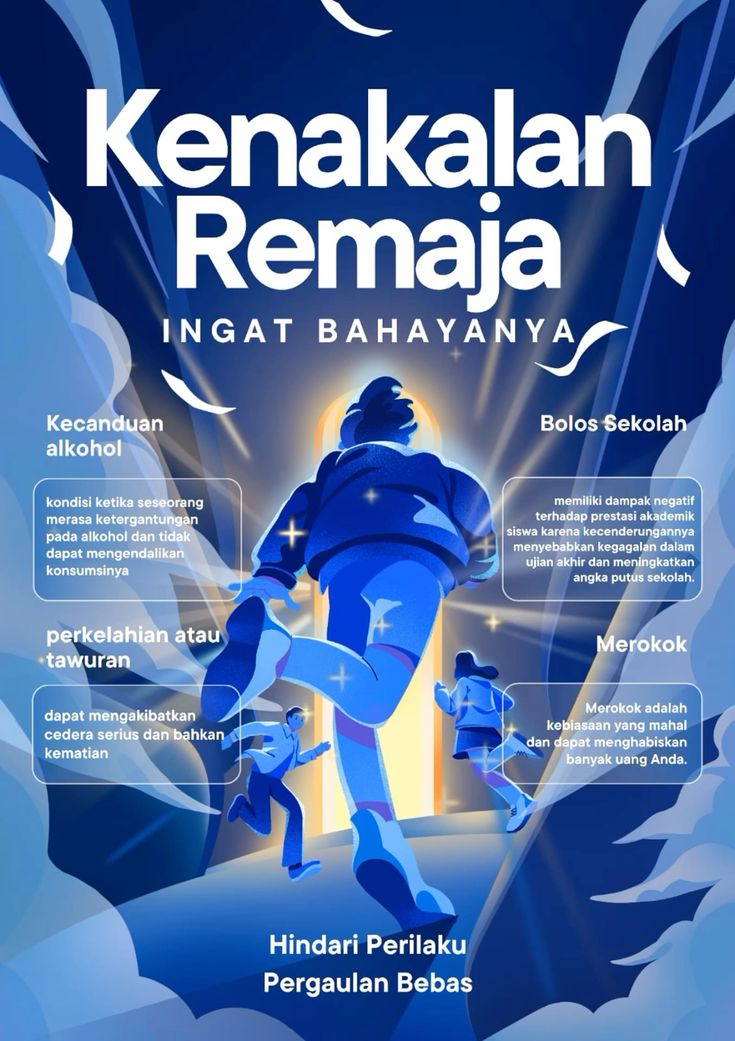 Kenakalan
Remaja
INGAT BAHAYANYA
Kecanduan
alkohol
kondisi ketika seseorang
merasa ketergantungan
pada alkohol dan tidak
dapat mengendalikan
konsumsinya
Bolos Sekolah
memiliki dampak negatif
terhadap prestasi akademik
siswa karena kecenderungannya
menyebabkan kegagalan dalam
ujian akhir dan meningkatkan
angka putus sekolah.
perkelahian atau
tawuran
dapat mengakibatkan
cedera serius dan bahkan
kematian
Merokok
Merokok adalah
kebiasaan yang mahal
dan dapat menghabiskan
banyak uang Anda.
Hindari Perilaku
Pergaulan Bebas